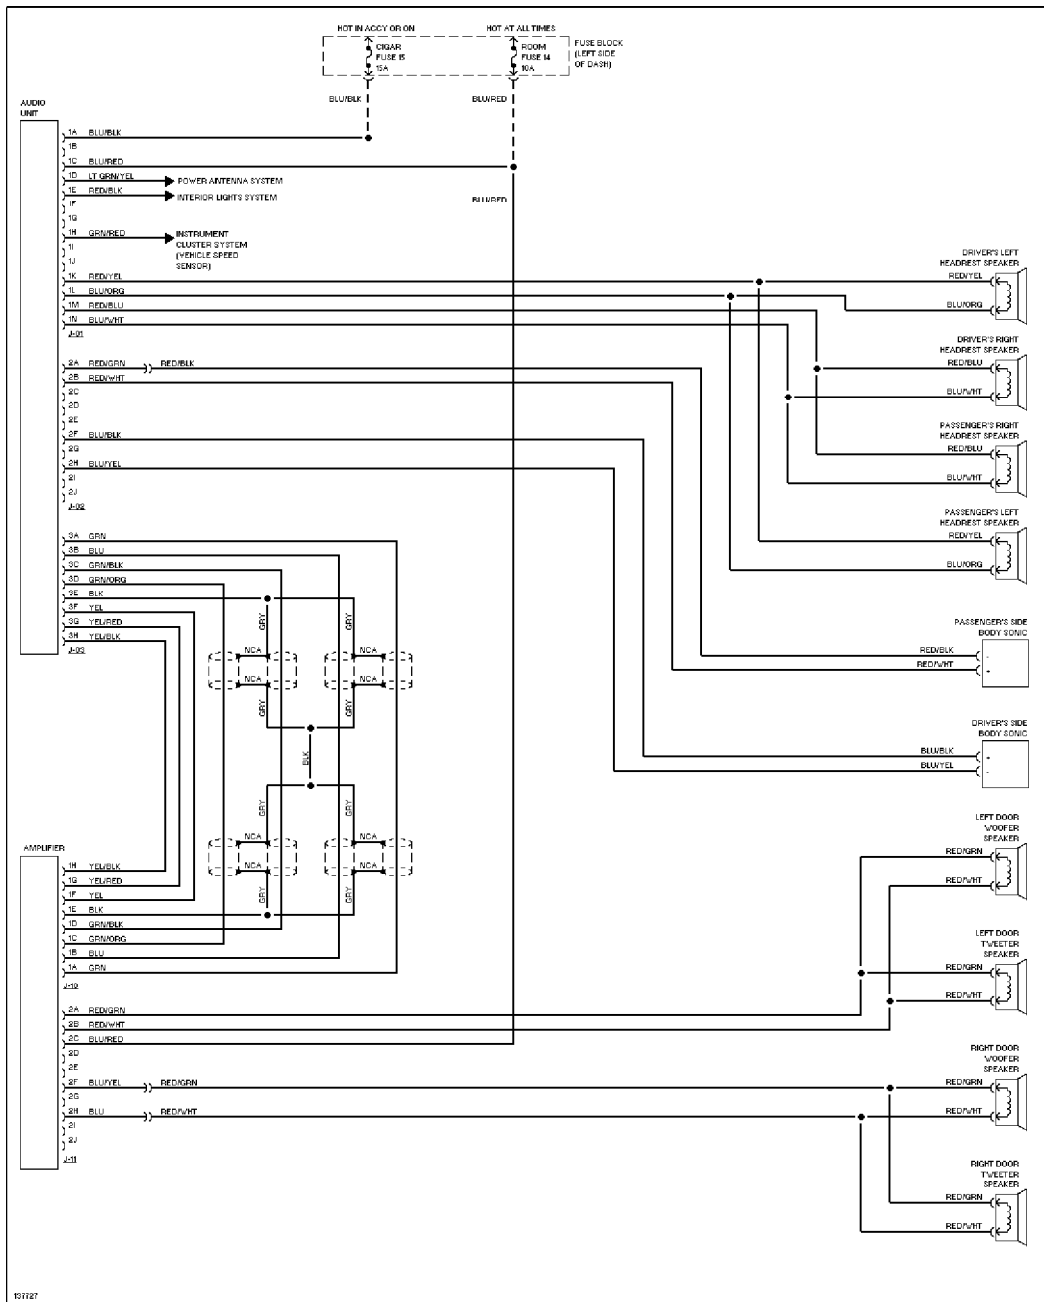 HOT IN ACCY OR ON
HOT AT ALL TIMES
CIGAR
FUSE 15
15A
ROOM
FUSE 14
10A
FUSE BLOCK
(LEFT SIDE
OF DASH)
BLU/BLK
BLU/RED
AUDIO
UNIT
1A BLU/BLK
1B
1C BLU/RED
1D LT GRN/YEL
POWER ANTENNA SYSTEM
1E RED/BLK
INTERIOR LIGHTS SYSTEM
BLU/RED
1F
1G
1H GRN/RED
INSTRUMENT
CLUSTER SYSTEM
(VEHICLE SPEED
SENSOR)
1I
1J
1K RED/YEL
1L BLU/ORG
1M RED/BLU
1N BLU/WHT
J-01
DRIVER'S LEFT
HEADREST SPEAKER
RED/YEL
BLU/ORG
DRIVER'S RIGHT
HEADREST SPEAKER
RED/BLU
BLU/WHT
2A RED/GRN RED/BLK
2B RED/WHT
2C
2D
2E
2F BLU/BLK
2G
2H BLU/YEL
2I
2J
J-02
PASSENGER'S RIGHT
HEADREST SPEAKER
RED/BLU
BLU/WHT
PASSENGER'S LEFT
HEADREST SPEAKER
RED/YEL
BLU/ORG
3A GRN
3B BLU
3C GRN/BLK
3D GRN/ORG
3E BLK
3F YEL
3G YEL/RED
3H YEL/BLK
J-03
GRY
GRY
NCA
NCA
NCA
NCA
GRY
GRY
BLK
PASSENGER'S SIDE
BODY SONIC
RED/BLK -
RED/WHT +
DRIVER'S SIDE
BODY SONIC
BLU/BLK +
BLU/YEL -
GRY
GRY
NCA
NCA
NCA
NCA
GRY
GRY
AMPLIFIER
1H YEL/BLK
1G YEL/RED
1F YEL
1E BLK
1D GRN/BLK
1C GRN/ORG
1B BLU
1A GRN
J-10
2A RED/GRN
2B RED/WHT
2C BLU/RED
2D
2E
2F BLU/YEL RED/GRN
2G
2H BLU RED/WHT
2I
2J
J-11
LEFT DOOR
WOOFER
SPEAKER
RED/GRN
RED/WHT
LEFT DOOR
TWEETER
SPEAKER
RED/GRN
RED/WHT
RIGHT DOOR
WOOFER
SPEAKER
RED/GRN
RED/WHT
RIGHT DOOR
TWEETER
SPEAKER
RED/GRN
RED/WHT
137727